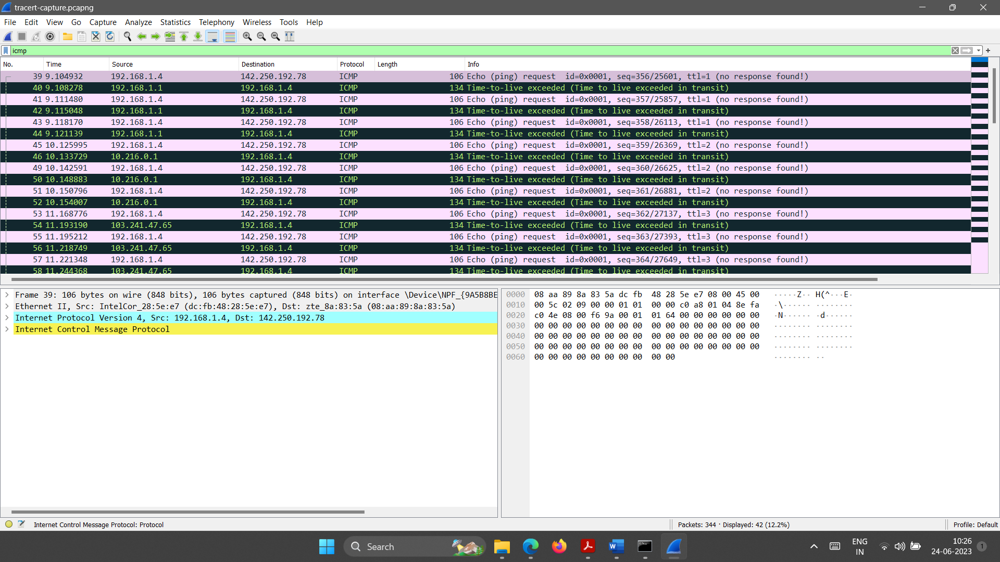 tracert-capture.pcapng
File Edit View Go Capture Analyze Statistics Telephony Wireless Tools Help
icmp
No. Time Source Destination Protocol Length Info
39 9.104932 192.168.1.4 142.250.192.78 ICMP 106 Echo (ping) request id=0x0001, seq=356/25601, ttl=1 (no response found!)
40 9.108278 192.168.1.1 192.168.1.4 ICMP 134 Time-to-live exceeded (Time to live exceeded in transit)
41 9.111480 192.168.1.4 142.250.192.78 ICMP 106 Echo (ping) request id=0x0001, seq=357/25857, ttl=1 (no response found!)
42 9.115048 192.168.1.1 192.168.1.4 ICMP 134 Time-to-live exceeded (Time to live exceeded in transit)
43 9.118170 192.168.1.4 142.250.192.78 ICMP 106 Echo (ping) request id=0x0001, seq=358/26113, ttl=1 (no response found!)
44 9.121139 192.168.1.1 192.168.1.4 ICMP 134 Time-to-live exceeded (Time to live exceeded in transit)
45 10.125995 192.168.1.4 142.250.192.78 ICMP 106 Echo (ping) request id=0x0001, seq=359/26369, ttl=2 (no response found!)
46 10.133729 10.216.0.1 192.168.1.4 ICMP 134 Time-to-live exceeded (Time to live exceeded in transit)
49 10.142591 192.168.1.4 142.250.192.78 ICMP 106 Echo (ping) request id=0x0001, seq=360/26625, ttl=2 (no response found!)
50 10.148883 10.216.0.1 192.168.1.4 ICMP 134 Time-to-live exceeded (Time to live exceeded in transit)
51 10.150796 192.168.1.4 142.250.192.78 ICMP 106 Echo (ping) request id=0x0001, seq=361/26881, ttl=2 (no response found!)
52 10.154007 10.216.0.1 192.168.1.4 ICMP 134 Time-to-live exceeded (Time to live exceeded in transit)
53 11.168776 192.168.1.4 142.250.192.78 ICMP 106 Echo (ping) request id=0x0001, seq=362/27137, ttl=3 (no response found!)
54 11.193190 103.241.47.65 192.168.1.4 ICMP 134 Time-to-live exceeded (Time to live exceeded in transit)
55 11.195212 192.168.1.4 142.250.192.78 ICMP 106 Echo (ping) request id=0x0001, seq=363/27393, ttl=3 (no response found!)
56 11.218749 103.241.47.65 192.168.1.4 ICMP 134 Time-to-live exceeded (Time to live exceeded in transit)
57 11.221348 192.168.1.4 142.250.192.78 ICMP 106 Echo (ping) request id=0x0001, seq=364/27649, ttl=3 (no response found!)
58 11.244368 103.241.47.65 192.168.1.4 ICMP 134 Time-to-live exceeded (Time to live exceeded in transit)
Frame 39: 106 bytes on wire (848 bits), 106 bytes captured (848 bits) on interface \Device\NPF_{9A5B8BE
Ethernet II, Src: IntelCor_28:5e:e7 (dc:fb:48:28:5e:e7), Dst: zte_8a:83:5a (08:aa:89:8a:83:5a)
Internet Protocol Version 4, Src: 192.168.1.4, Dst: 142.250.192.78
Internet Control Message Protocol
0000 08 aa 89 8a 83 5a dc fb 48 28 5e e7 08 00 45 00 ·····Z·· H(^···E·
0010 00 5c 02 09 00 00 01 01 00 00 c0 a8 01 04 8e fa ·\······ ········
0020 c0 4e 08 00 f6 9a 00 01 01 64 00 00 00 00 00 00 ·N······ ·d······
0030 00 00 00 00 00 00 00 00 00 00 00 00 00 00 00 00 ········ ········
0040 00 00 00 00 00 00 00 00 00 00 00 00 00 00 00 00 ········ ········
0050 00 00 00 00 00 00 00 00 00 00 00 00 00 00 00 00 ········ ········
0060 00 00 00 00 00 00 00 00 00 00 ········ ··
Internet Control Message Protocol: Protocol
Packets: 344 · Displayed: 42 (12.2%)
Profile: Default
Search
ENG
IN
10:26
24-06-2023
1